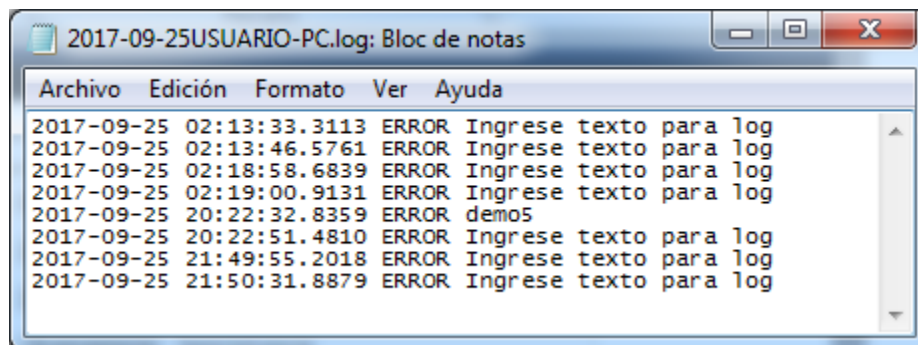 2017-09-25USUARIO-PC.log: Bloc de notas
Archivo Edición Formato Ver Ayuda
2017-09-25 02:13:33.3113 ERROR Ingrese texto para log
2017-09-25 02:13:46.5761 ERROR Ingrese texto para log
2017-09-25 02:18:58.6839 ERROR Ingrese texto para log
2017-09-25 02:19:00.9131 ERROR Ingrese texto para log
2017-09-25 20:22:32.8359 ERROR demo5
2017-09-25 20:22:51.4810 ERROR Ingrese texto para log
2017-09-25 21:49:55.2018 ERROR Ingrese texto para log
2017-09-25 21:50:31.8879 ERROR Ingrese texto para log